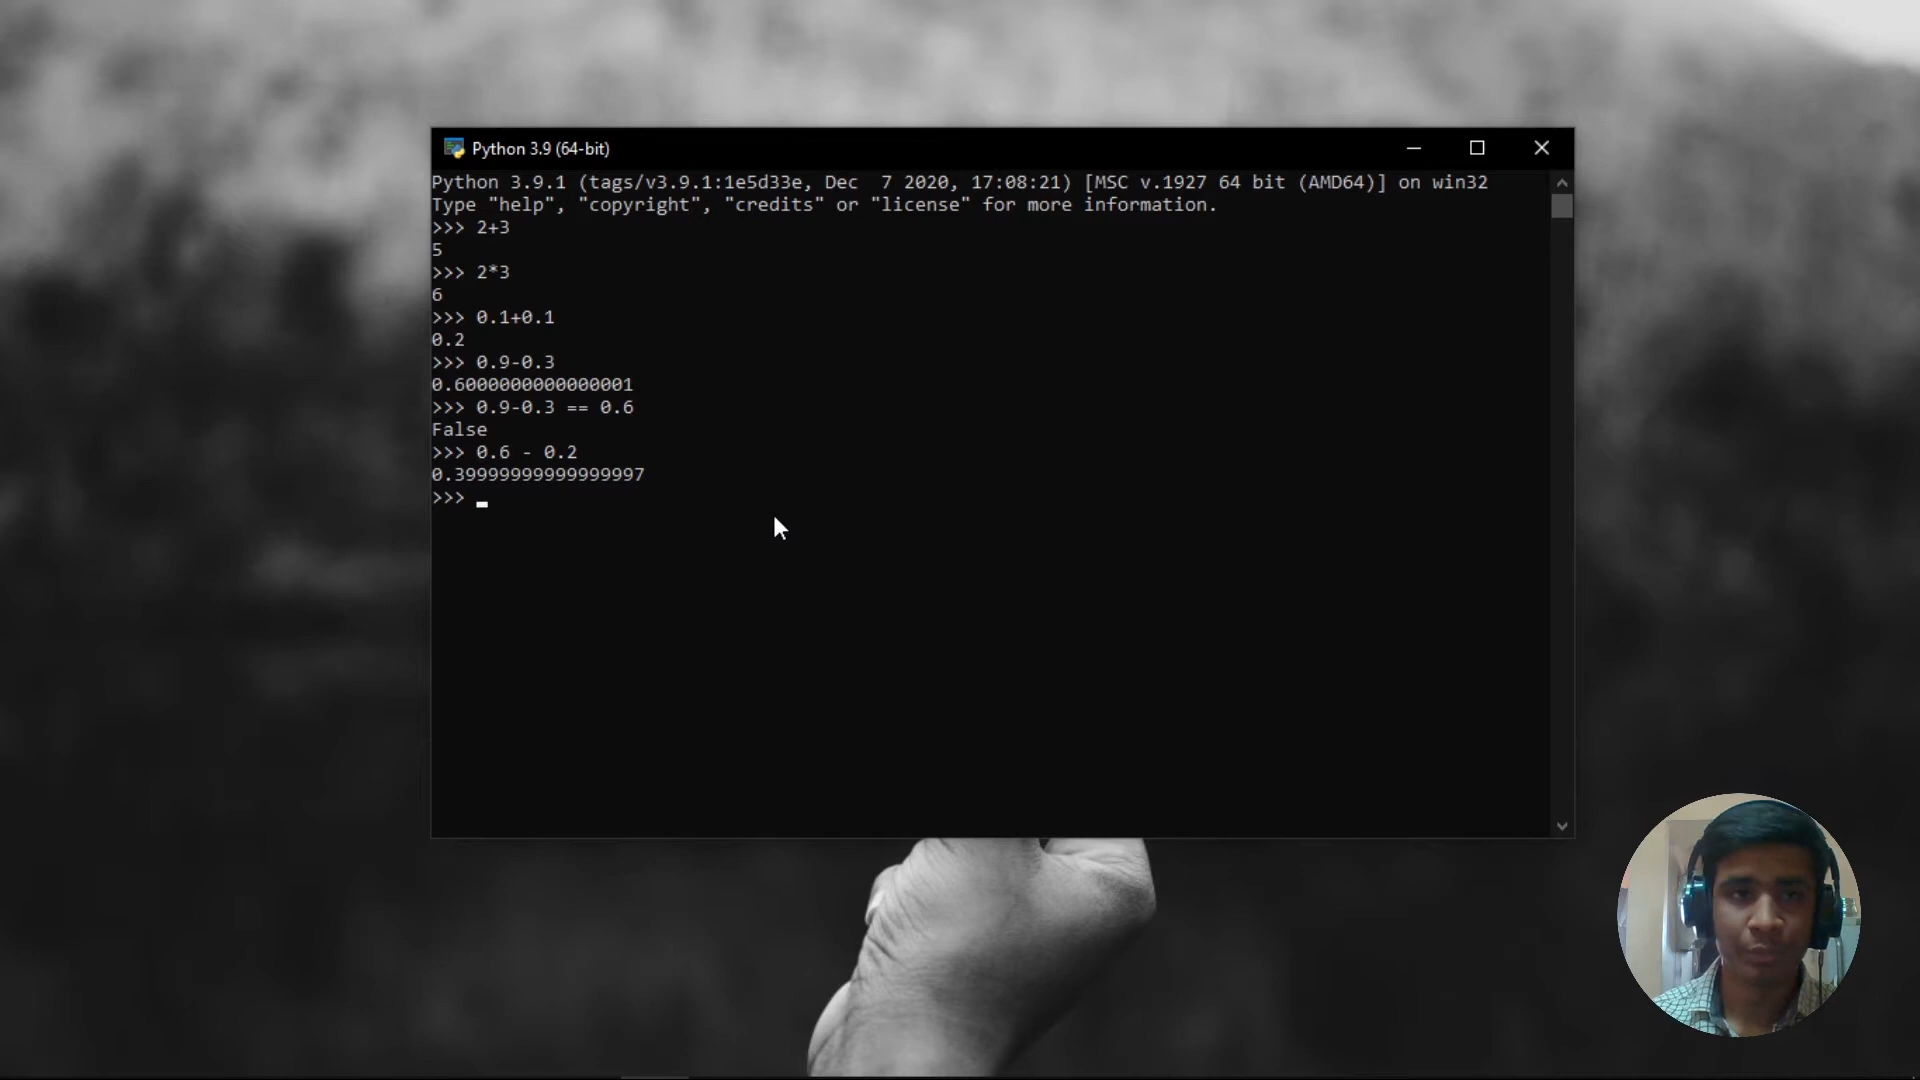 Python 3.9 (64-bit)
Python 3.9.1 (tags/v3.9.1:1e5d33e, Dec  7 2020, 17:08:21) [MSC v.1927 64 bit (AMD64)] on win32
Type "help", "copyright", "credits" or "license" for more information.
>>> 2+3
5
>>> 2*3
6
>>> 0.1+0.1
0.2
>>> 0.9-0.3
0.6000000000000001
>>> 0.9-0.3 == 0.6
False
>>> 0.6 - 0.2
0.39999999999999997
>>>